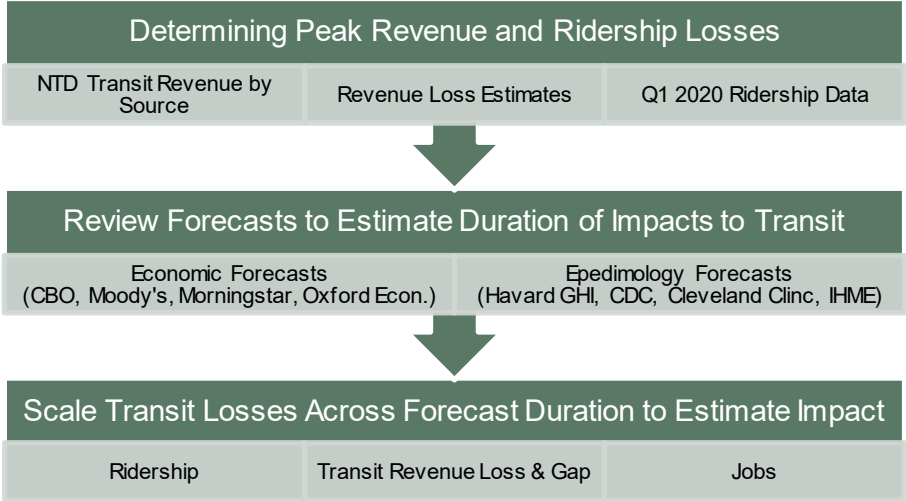 Determining Peak Revenue and Ridership Losses
NTD Transit Revenue by
Source
Revenue Loss Estimates
Q1 2020 Ridership Data
Review Forecasts to Estimate Duration of Impacts to Transit
Economic Forecasts
(CBO, Moody's, Morningstar, Oxford Econ.)
Epedimology Forecasts
(Havard GHI, CDC, Cleveland Clinc, IHME)
Scale Transit Losses Across Forecast Duration to Estimate Impact
Ridership
Transit Revenue Loss & Gap
Jobs